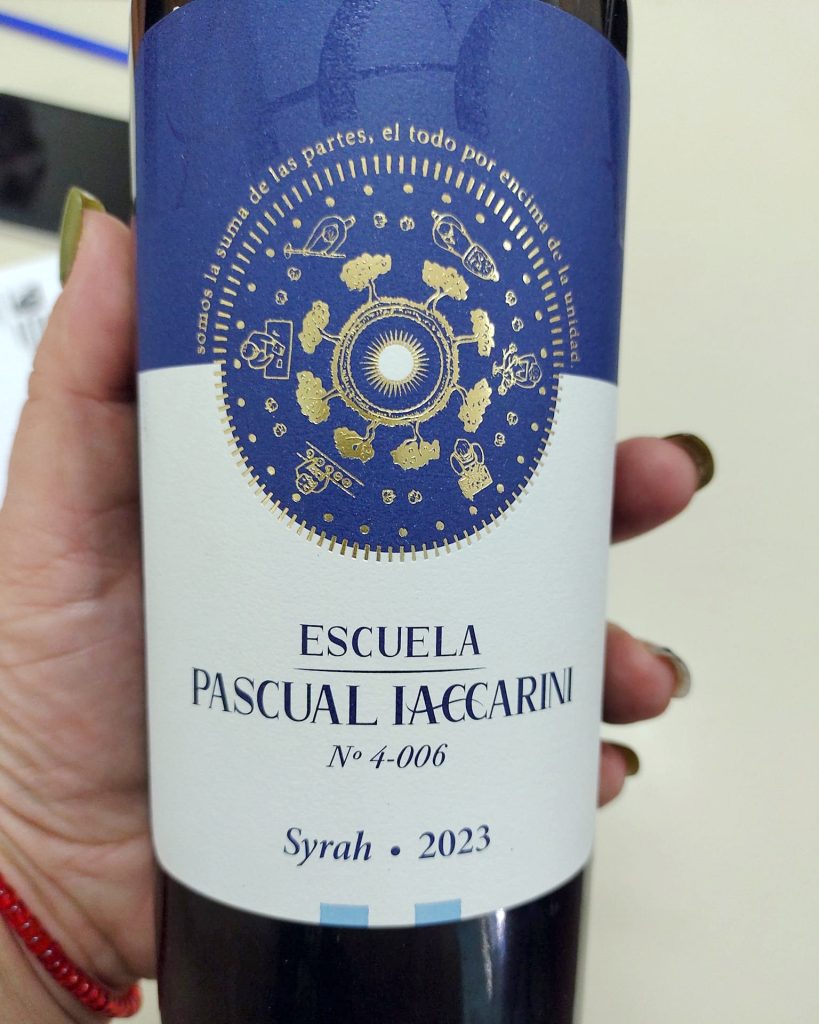 somos la suma de las partes, el todo por encima de la unidad.
ESCUELA
PASCUAL IACCARINI
Nº 4-006
Syrah • 2023